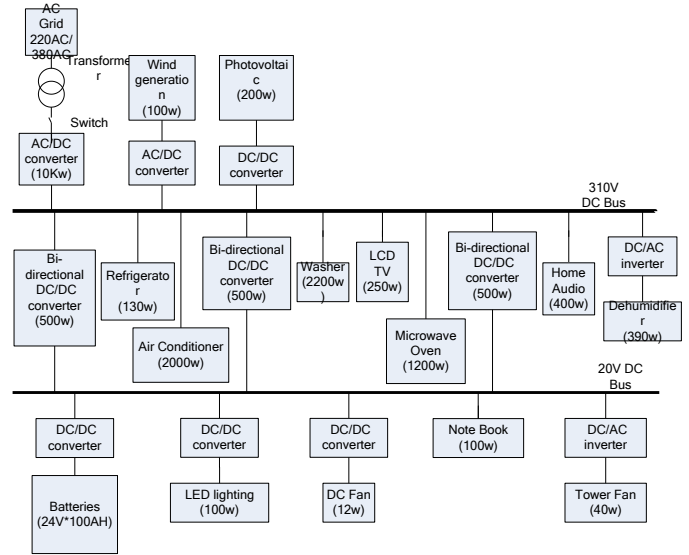 AC
Grid
220AC/
380AC
Transforme
r
Switch
AC/DC
converter
(10Kw)
Wind
generatio
n
(100w)
AC/DC
converter
Photovoltai
c
(200w)
DC/DC
converter
310V
DC Bus
Bi-
directional
DC/DC
converter
(500w)
Refrigerato
r
(130w)
Air Conditioner
(2000w)
Bi-directional
DC/DC
converter
(500w)
Washer
(2200w
)
LCD
TV
(250w)
Microwave
Oven
(1200w)
Bi-directional
DC/DC
converter
(500w)
Home
Audio
(400w)
DC/AC
inverter
Dehumidifie
r
(390w)
20V DC
Bus
DC/DC
converter
Batteries
(24V*100AH)
DC/DC
converter
LED lighting
(100w)
DC/DC
converter
DC Fan
(12w)
Note Book
(100w)
DC/AC
inverter
Tower Fan
(40w)